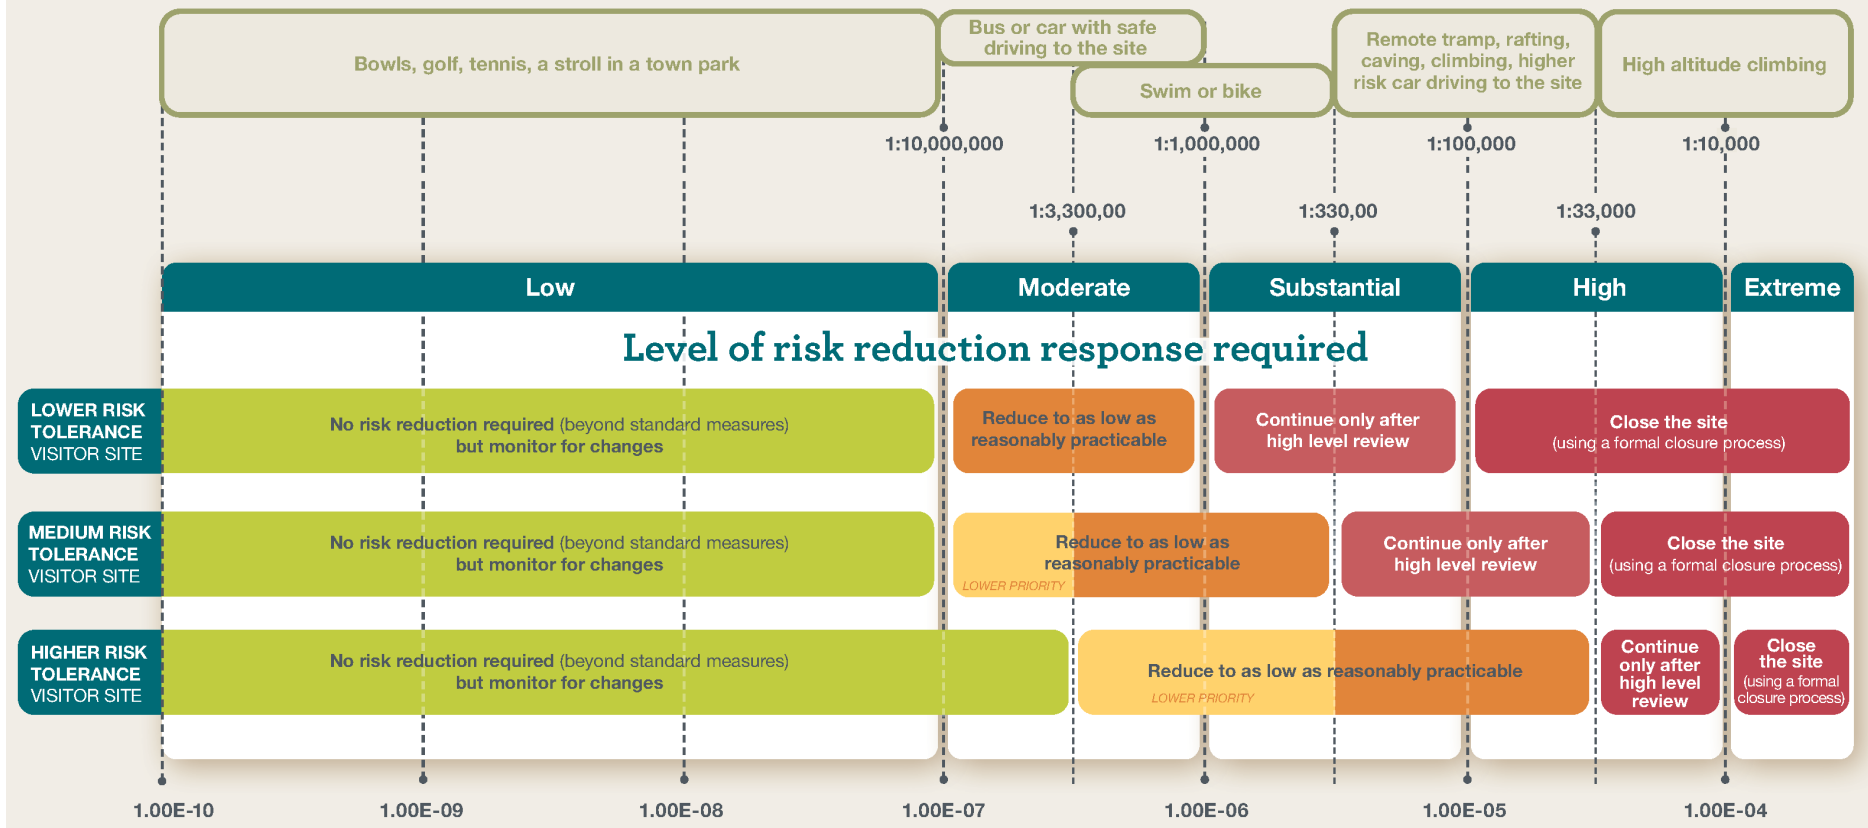 Bowls, golf, tennis, a stroll in a town park
Bus or car with safe
driving to the site
Swim or bike
Remote tramp, rafting,
caving, climbing, higher
risk car driving to the site
High altitude climbing
1:10,000,000
1:1,000,000
1:100,000
1:10,000
1:3,300,00
1:330,00
1:33,000
Low
Moderate
Substantial
High
Extreme
Level of risk reduction response required
LOWER RISK
TOLERANCE
VISITOR SITE
No risk reduction required (beyond standard measures)
but monitor for changes
Reduce to as low as
reasonably practicable
Continue only after
high level review
Close the site
(using a formal closure process)
MEDIUM RISK
TOLERANCE
VISITOR SITE
No risk reduction required (beyond standard measures)
but monitor for changes
Reduce to as low as
reasonably practicable
LOWER PRIORITY
Continue only after
high level review
Close the site
(using a formal closure process)
HIGHER RISK
TOLERANCE
VISITOR SITE
No risk reduction required (beyond standard measures)
but monitor for changes
Reduce to as low as reasonably practicable
LOWER PRIORITY
Continue
only after
high level
review
Close
the site
(using a formal
closure process)
1.00E-10
1.00E-09
1.00E-08
1.00E-07
1.00E-06
1.00E-05
1.00E-04